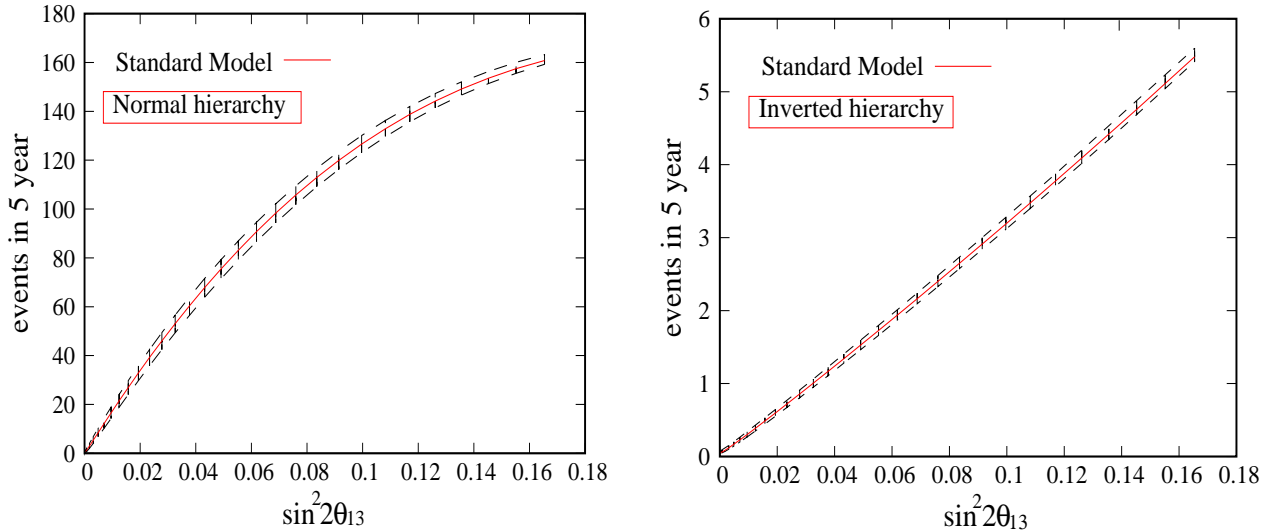 160
140
120
100
80
60
40
20
0
events in 5 year
Standard Model
Normal hierarchy
0 0.02 0.04 0.06 0.08 0.1 0.12 0.14 0.16 0.18
sin²2θ₁₃
180
6
5
4
3
2
1
0
events in 5 year
Standard Model
Inverted hierarchy
0 0.02 0.04 0.06 0.08 0.1 0.12 0.14 0.16 0.18
sin²2θ₁₃